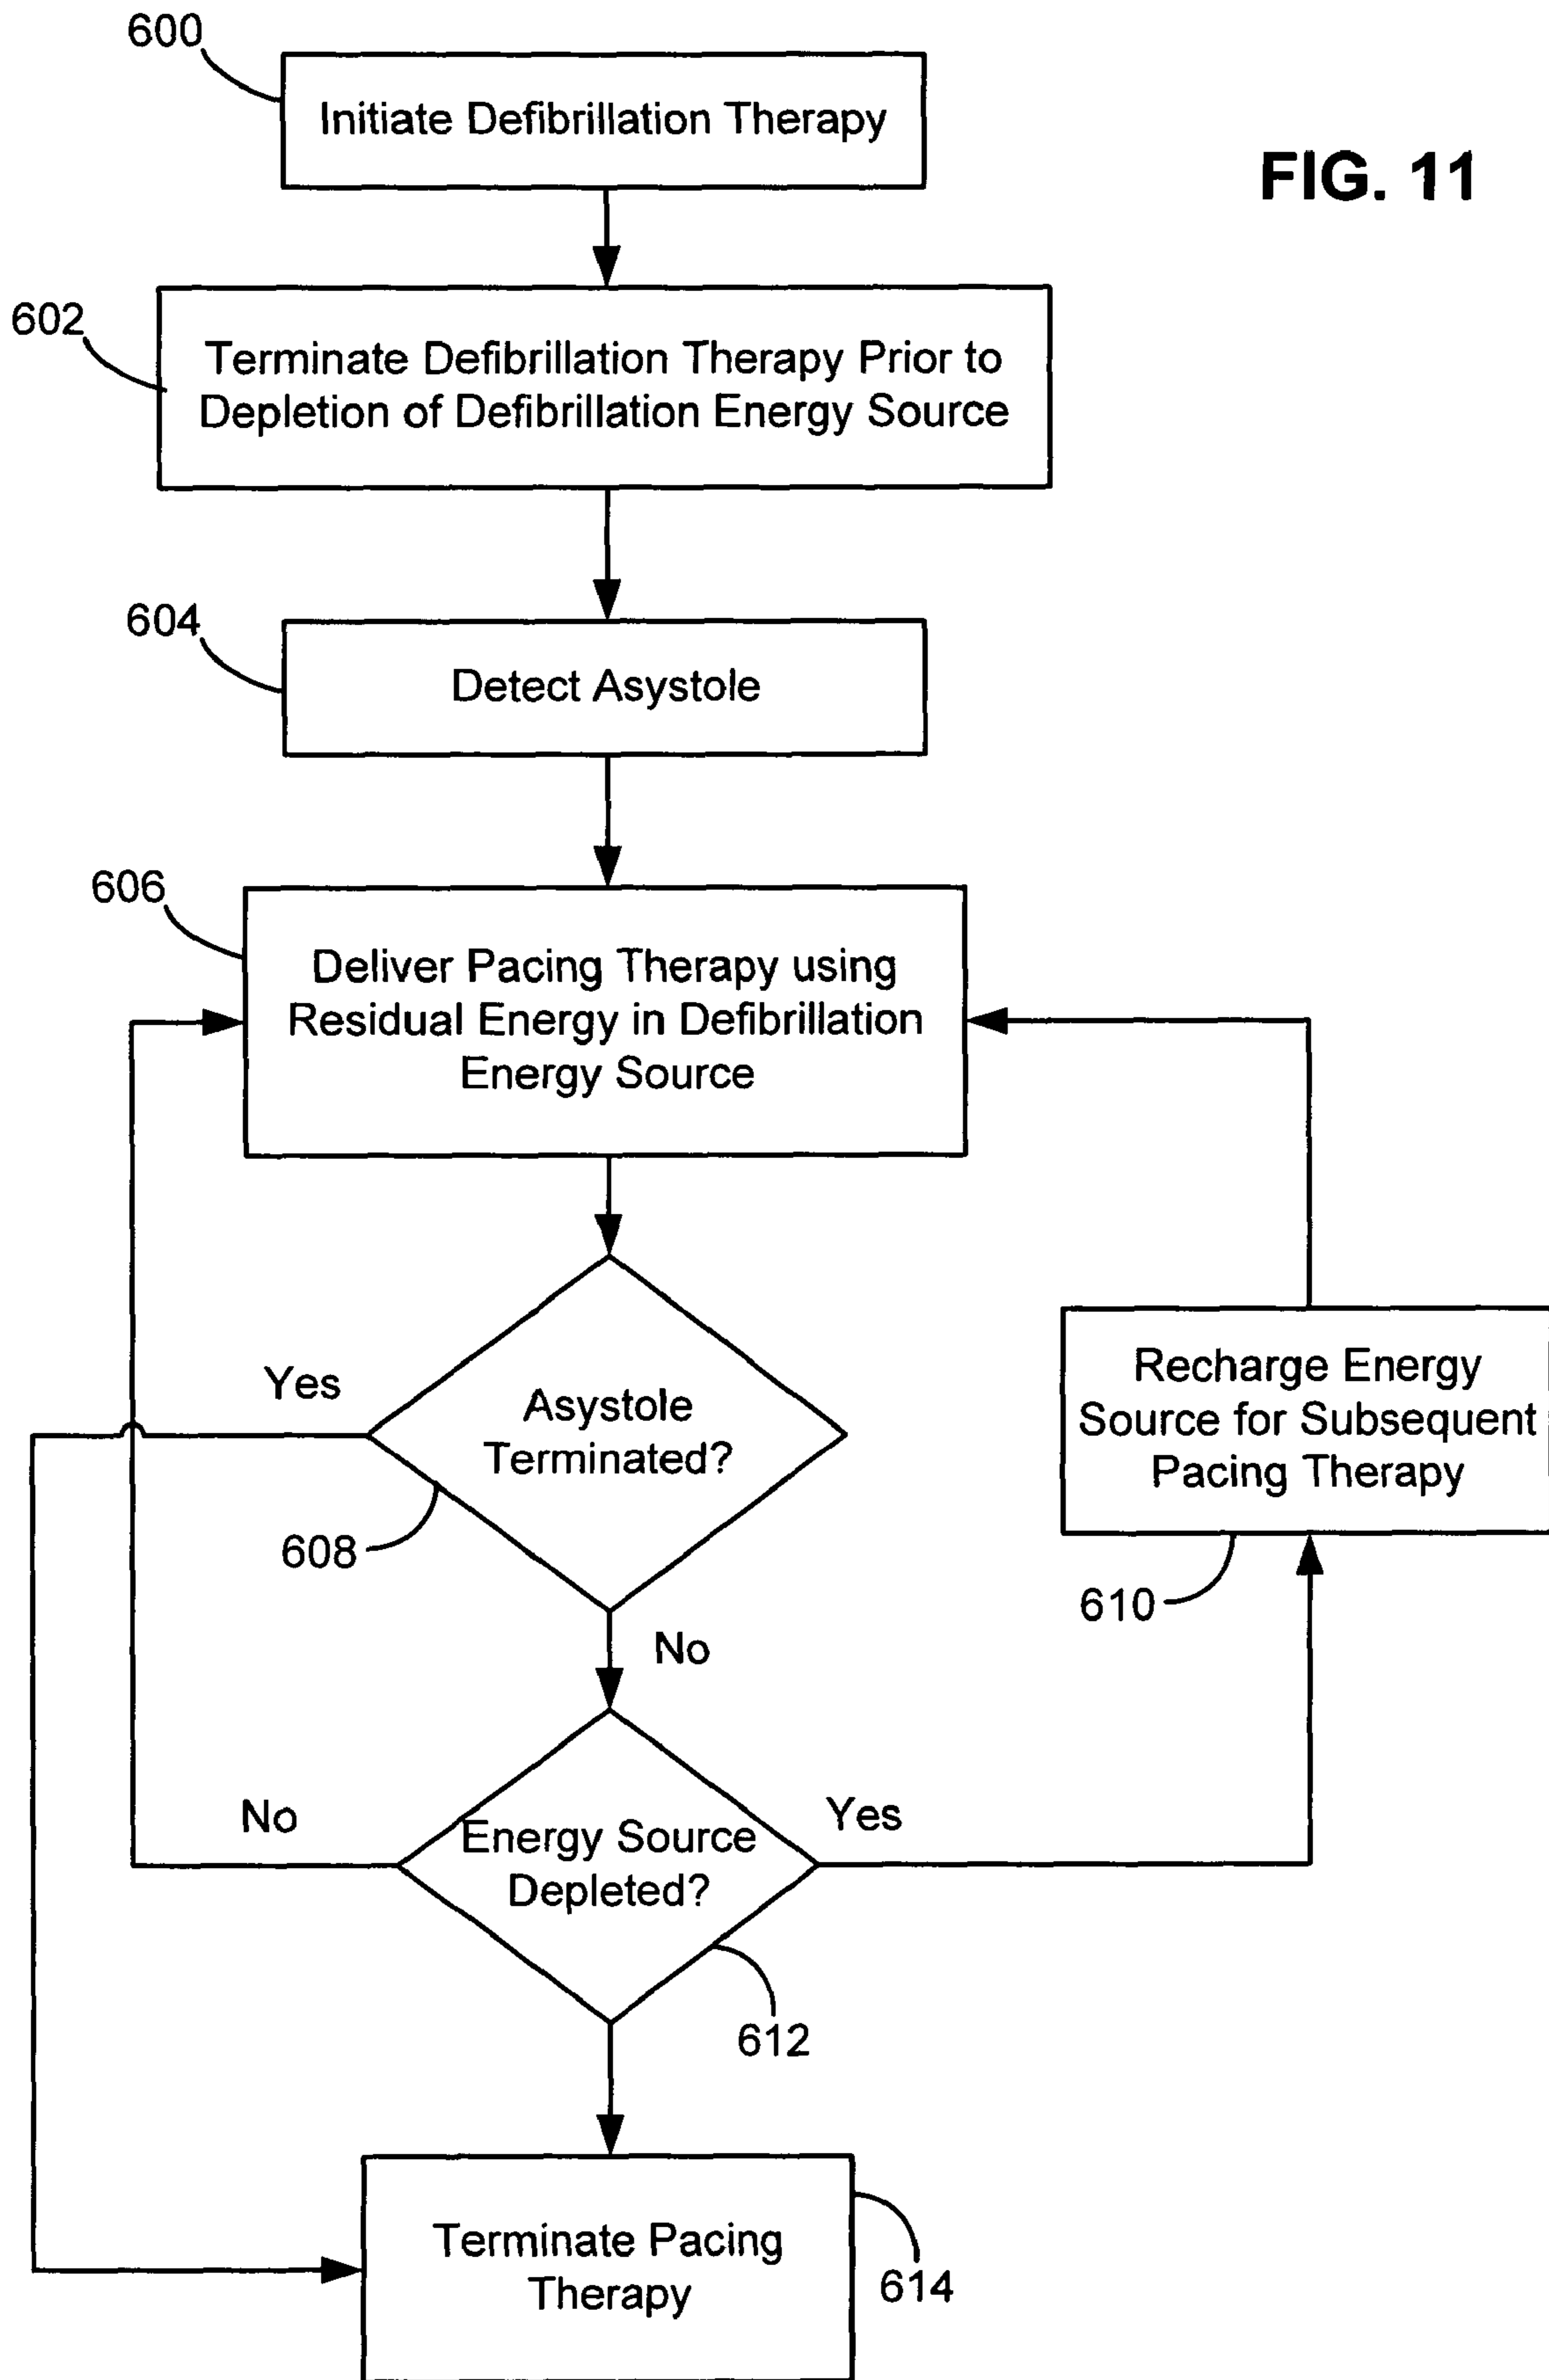 600
Initiate Defibrillation Therapy
FIG. 11
602
Terminate Defibrillation Therapy Prior to
Depletion of Defibrillation Energy Source
604
Detect Asystole
606
Deliver Pacing Therapy using
Residual Energy in Defibrillation
Energy Source
Yes
Asystole
Terminated?
608
Recharge Energy
Source for Subsequent
Pacing Therapy
610
No
No
Energy Source
Depleted?
Yes
612
Terminate Pacing
Therapy
614